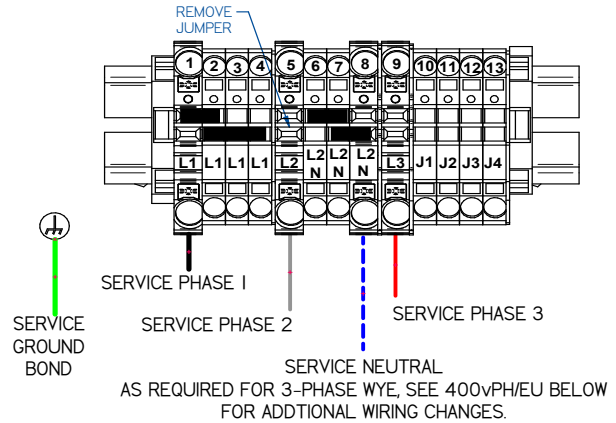 REMOVE
JUMPER
1 2 3 4 5 6 7 8 9 10 11 12 13
L1 L1 L1 L1 L2 L2 N L2 N L2 N L3 J1 J2 J3 J4
SERVICE PHASE 1
SERVICE PHASE 2
SERVICE PHASE 3
SERVICE
GROUND
BOND
SERVICE NEUTRAL
AS REQUIRED FOR 3-PHASE WYE, SEE 400vPH/EU BELOW
FOR ADDTIONAL WIRING CHANGES.